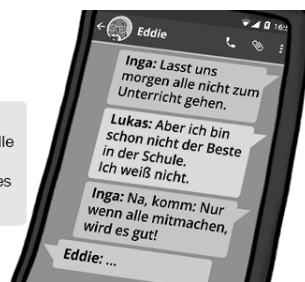 Eddie
16:
Inga: Lasst uns
morgen alle nicht zum
Unterricht gehen.
Lukas: Aber ich bin
schon nicht der Beste
in der Schule.
Ich weiß nicht.
Inga: Na, komm: Nur
wenn alle mitmachen,
wird es gut!
Eddie: ...